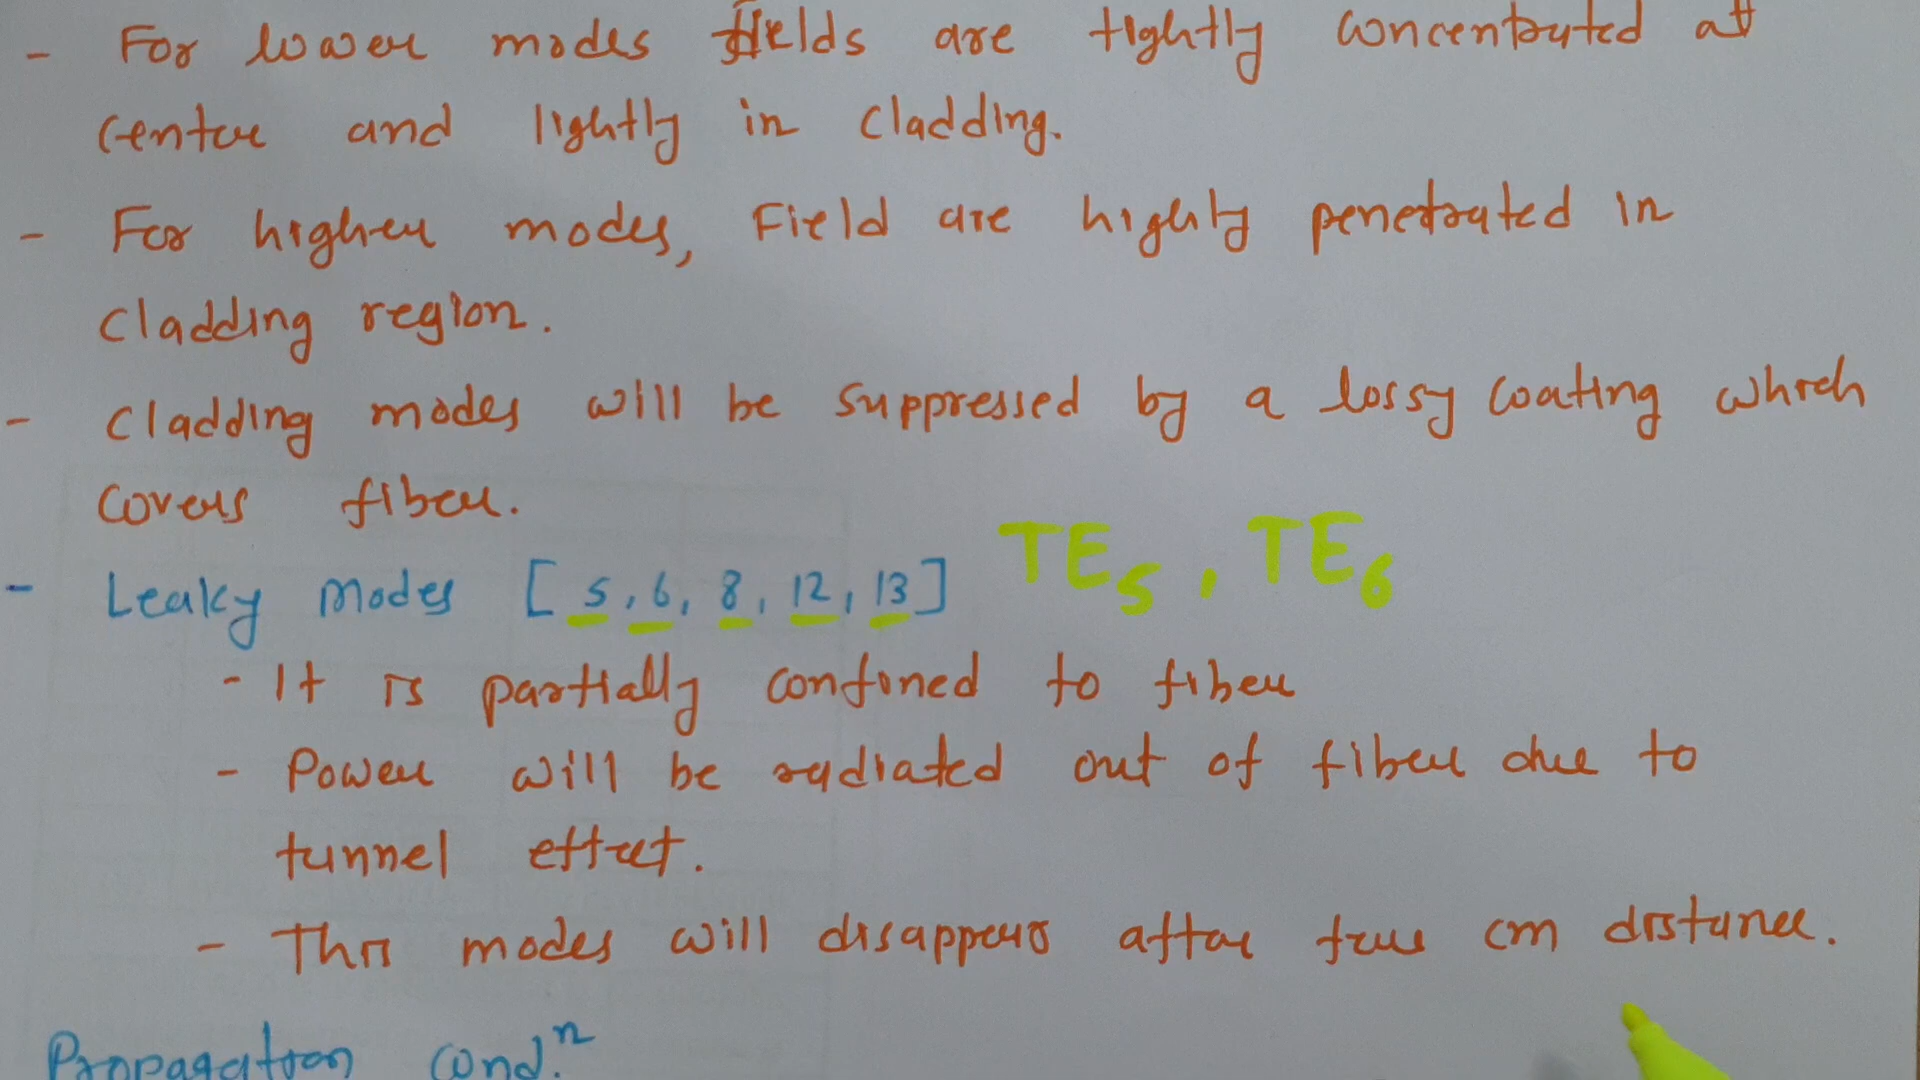 - For lower modes fields are tightly concentrated at
center and lightly in cladding.
- For higher modes, Field are highly penetrated in
cladding region.
- cladding modes will be suppressed by a lossy coating which
covers fiber.
- Leaky modes [5, 6, 8, 12, 13] TE5, TE6
- It is partially confined to fiber
- Power will be radiated out of fiber due to
tunnel effect.
- This modes will disappears after few cm distance.
Propagation cond.n